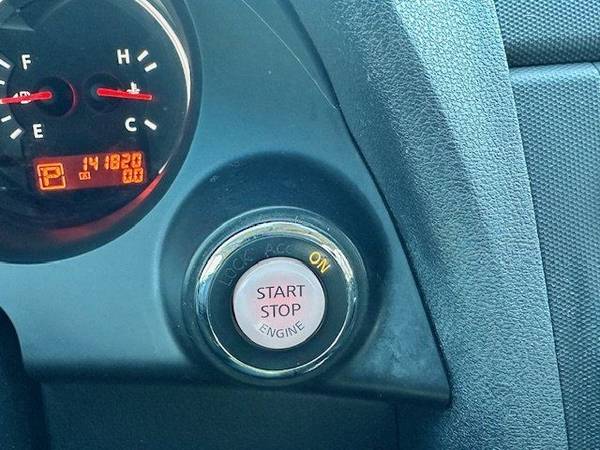 F
H
E
C
P
141820
0.0
LOCK ACC ON
START
STOP
ENGINE